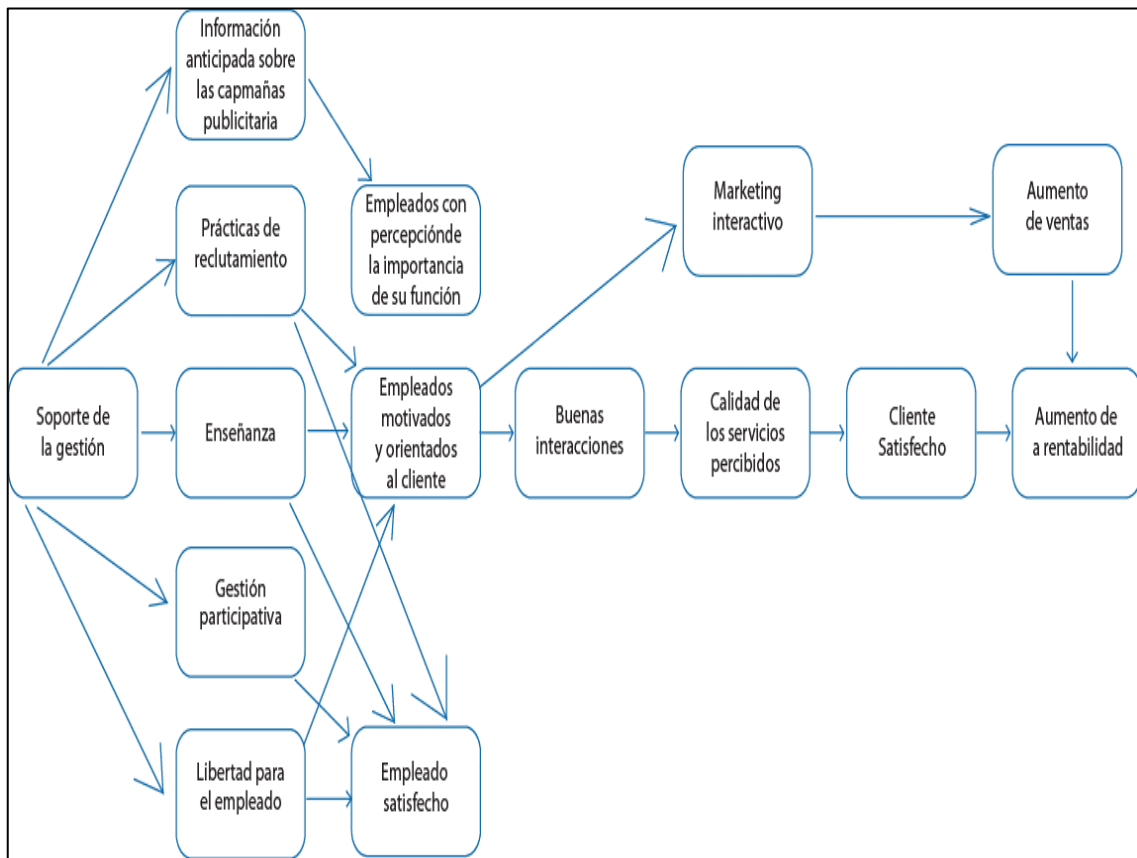 Información
anticipada sobre
las capmañas
publicitaria
Prácticas de
reclutamiento
Empleados con
percepciónde
la importancia
de su función
Marketing
interactivo
Aumento
de ventas
Soporte de
la gestión
Enseñanza
Empleados
motivados
y orientados
al cliente
Buenas
interacciones
Calidad de
los servicios
percibidos
Cliente
Satisfecho
Aumento de
a rentabilidad
Gestión
participativa
Libertad para
el empleado
Empleado
satisfecho